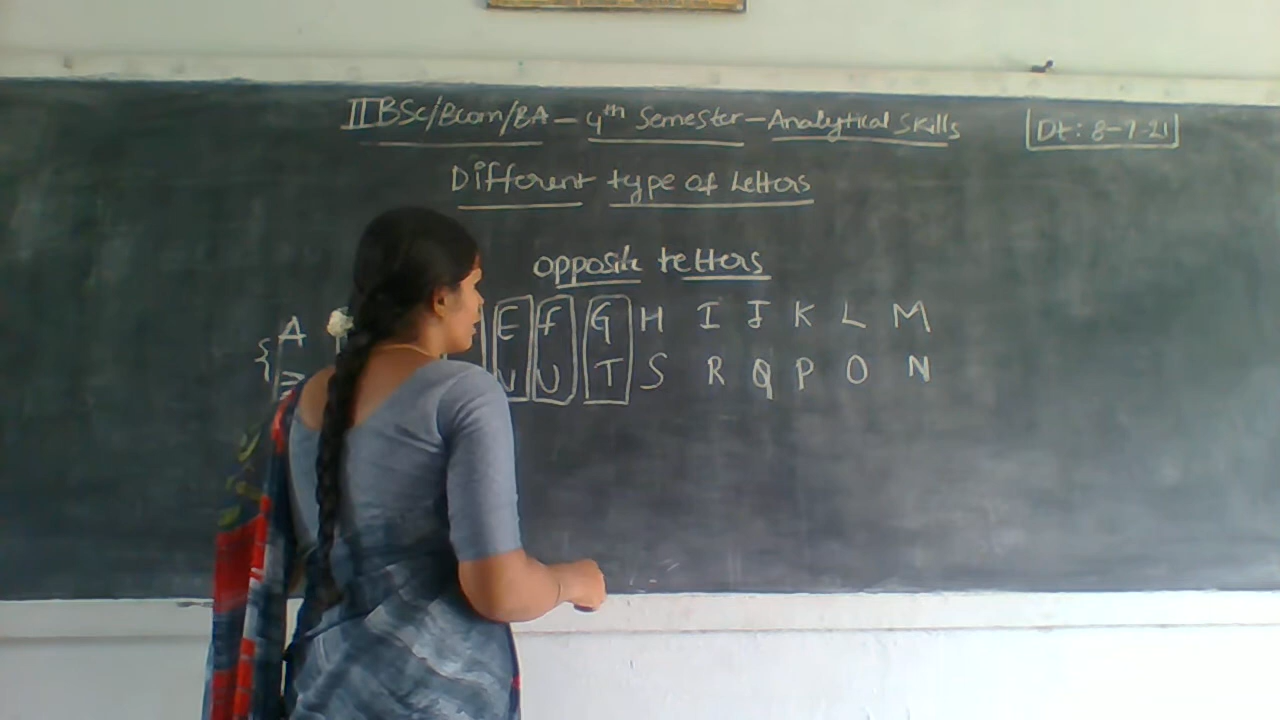 II BSc/Bcom/BA – 4th Semester – Analytical Skills
Dt: 8-7-21
Different type of Letters
opposite Letters
A E F G H I J K L M
Z V U T S R Q P O N